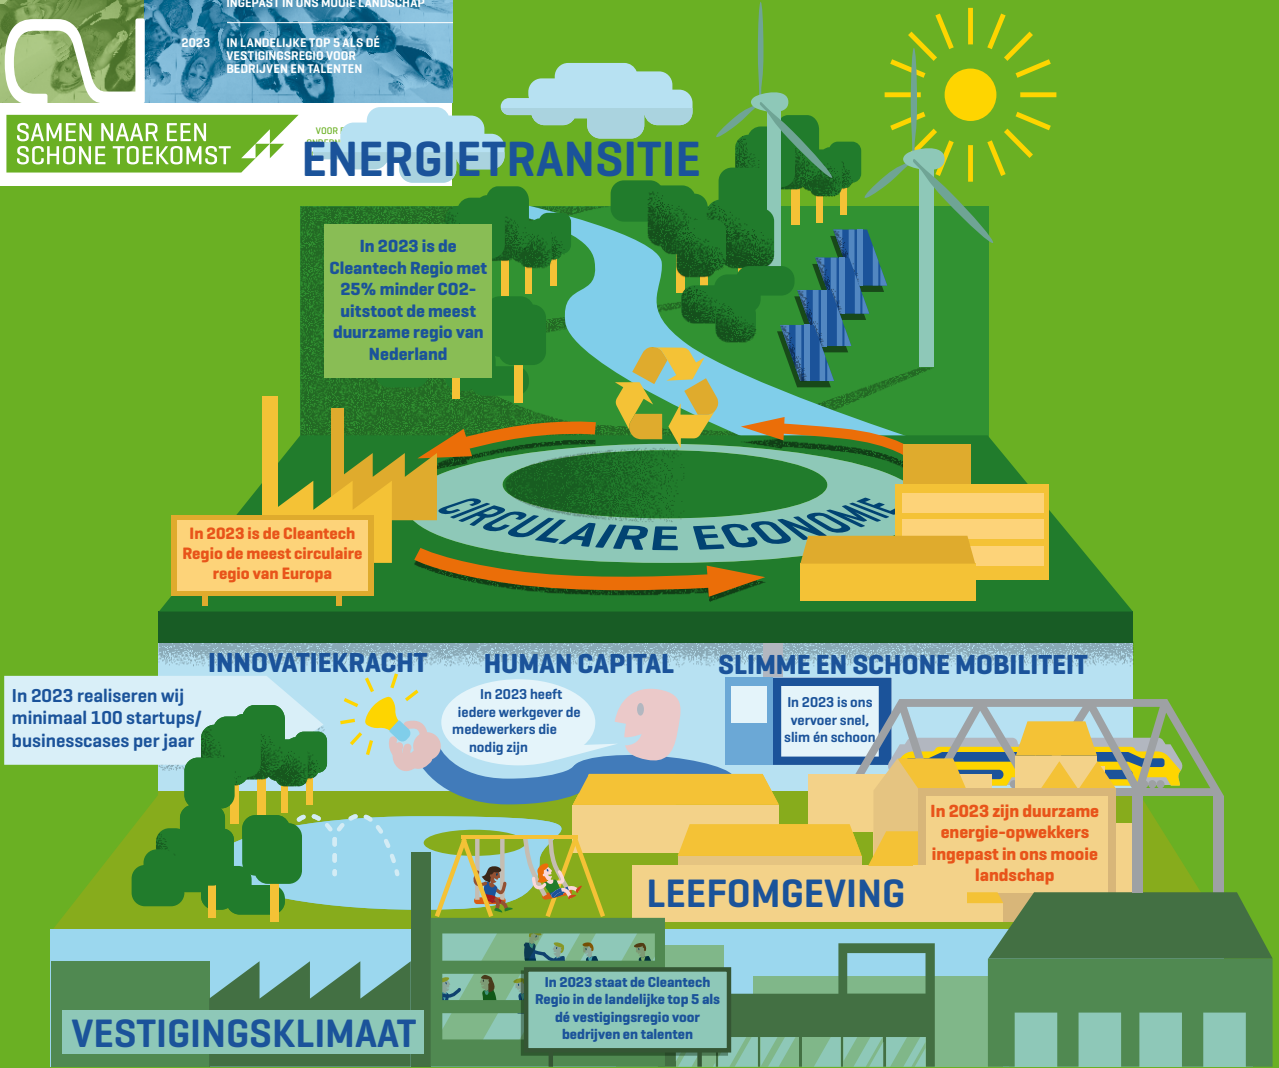 INGEPAST IN ONS MOOIE LANDSCHAP
2023 IN LANDELIJKE TOP 5 ALS DÉ
VESTIGINGSREGIO VOOR
BEDRIJVEN EN TALENTEN
SAMEN NAAR EEN
SCHONE TOEKOMST
VOOR
ENERGIETRANSITIE
In 2023 is de
Cleantech Regio met
25% minder CO2-
uitstoot de meest
duurzame regio van
Nederland
CIRCULAIRE ECONOMIE
In 2023 is de Cleantech
Regio de meest circulaire
regio van Europa
INNOVATIEKRACHT
HUMAN CAPITAL
SLIMME EN SCHONE MOBILITEIT
In 2023 realiseren wij
minimaal 100 startups/
businesscases per jaar
In 2023 heeft
iedere werkgever de
medewerkers die
nodig zijn
In 2023 is ons
vervoer snel,
slim én schoon
In 2023 zijn duurzame
energie-opwekkers
ingepast in ons mooie
landschap
LEEFOMGEVING
In 2023 staat de Cleantech
Regio in de landelijke top 5 als
dé vestigingsregio voor
bedrijven en talenten
VESTIGINGSKLIMAAT